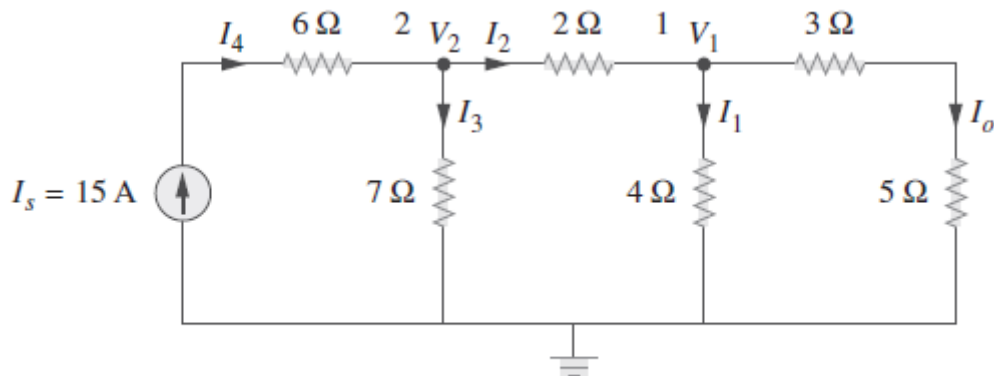 I₄ 6 Ω 2 V₂ I₂ 2 Ω 1 V₁ 3 Ω
I₃ I₁ Iₒ
Iₛ = 15 A 7 Ω 4 Ω 5 Ω